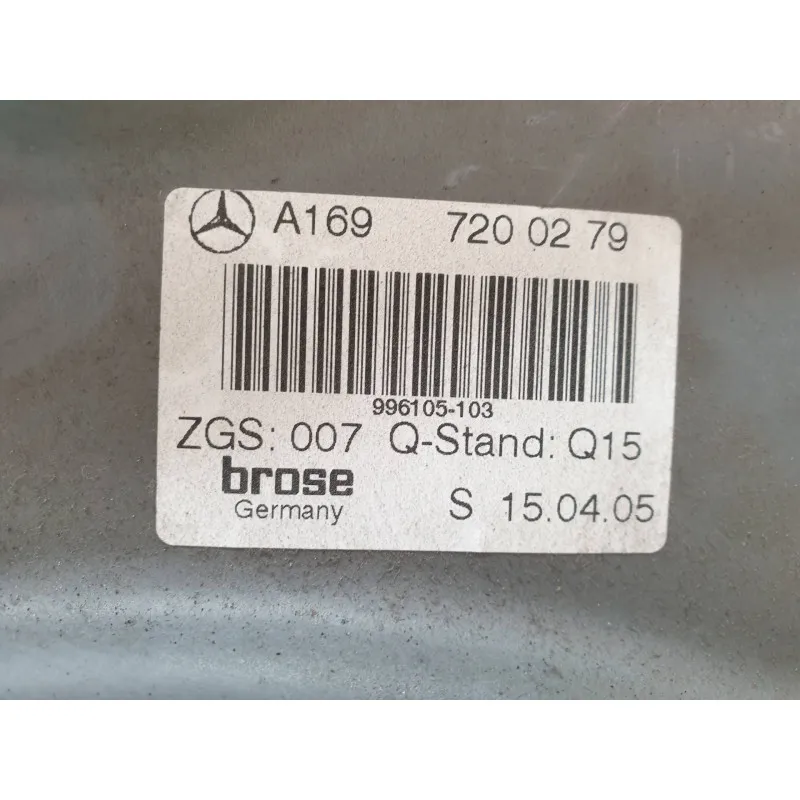 A169 720 02 79
996105-103
ZGS: 007 Q-Stand: Q15
brose
Germany
S 15.04.05